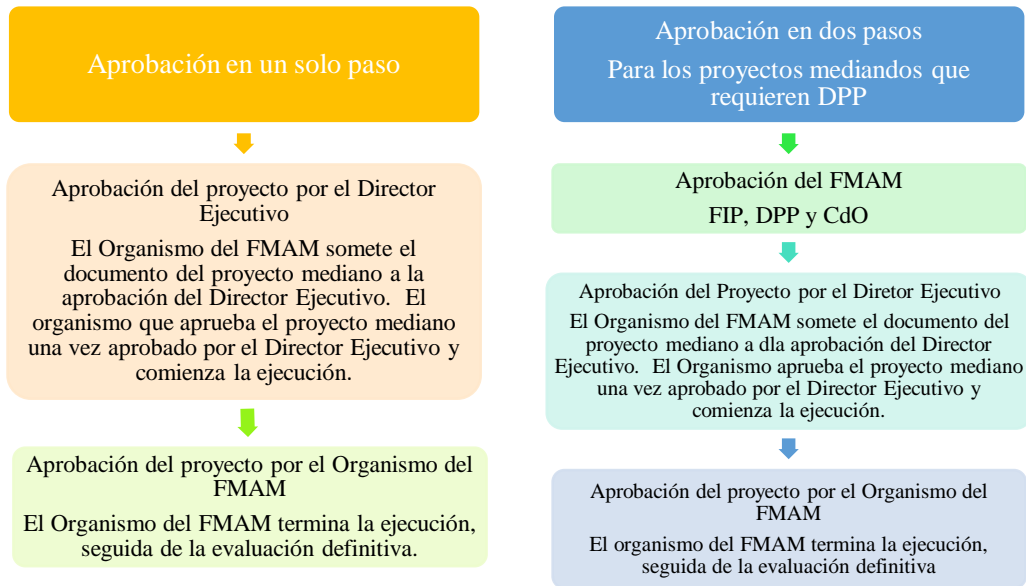 Aprobación en un solo paso
Aprobación del proyecto por el Director
Ejecutivo
El Organismo del FMAM somete el
documento del proyecto mediano a la
aprobación del Director Ejecutivo. El
organismo que aprueba el proyecto mediano
una vez aprobado por el Director Ejecutivo y
comienza la ejecución.
Aprobación del proyecto por el Organismo del
FMAM
El Organismo del FMAM termina la ejecución,
seguida de la evaluación definitiva.
Aprobación en dos pasos
Para los proyectos mediandos que
requieren DPP
Aprobación del FMAM
FIP, DPP y CdO
Aprobación del Proyecto por el Diretor Ejecutivo
El Organismo del FMAM somete el documento del
proyecto mediano a dla aprobación del Director
Ejecutivo. El Organismo aprueba el proyecto mediano
una vez aprobado por el Director Ejecutivo y
comienza la ejecución.
Aprobación del proyecto por el Organismo del
FMAM
El organismo del FMAM termina la ejecución,
seguida de la evaluación definitiva